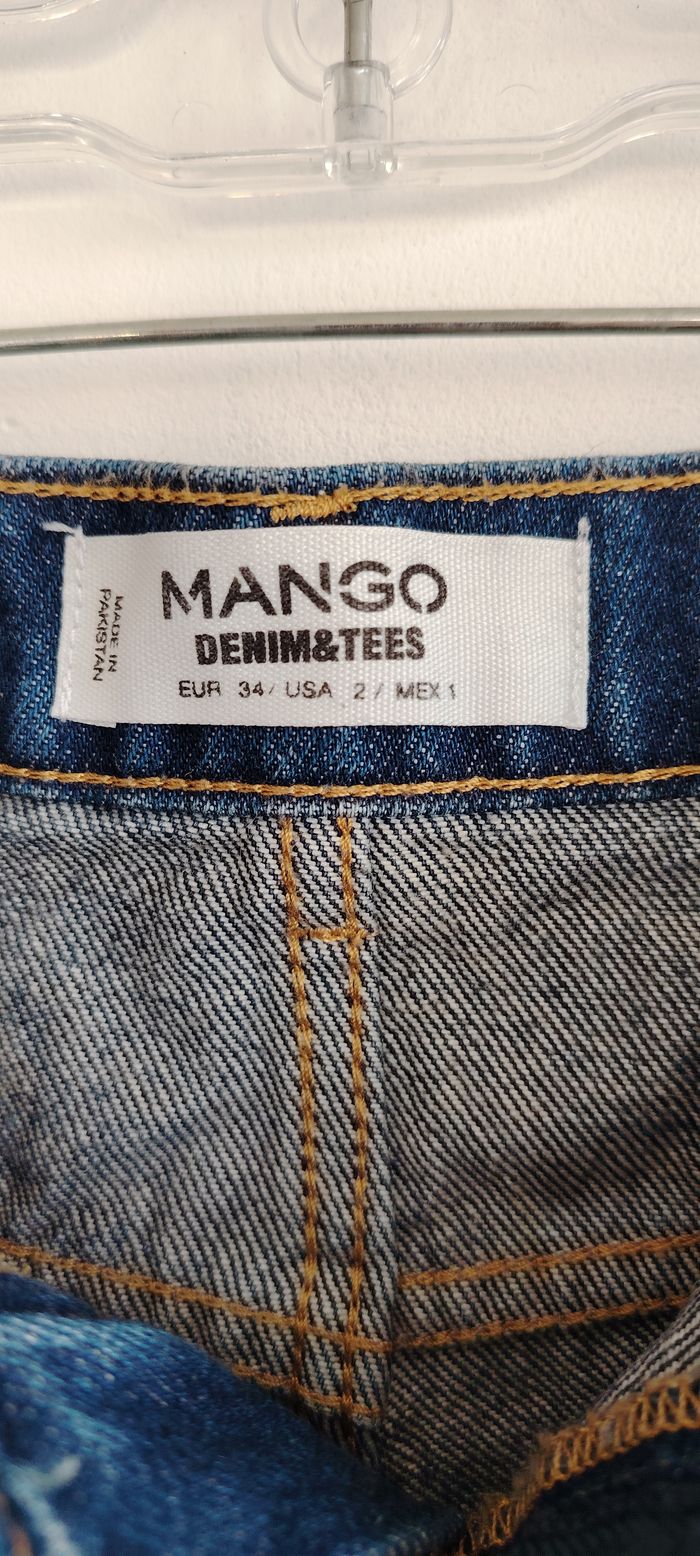 MANGO
DENIM&TEES
EUR 34/ USA 2/ MEX 1
MADE IN
PAKISTAN